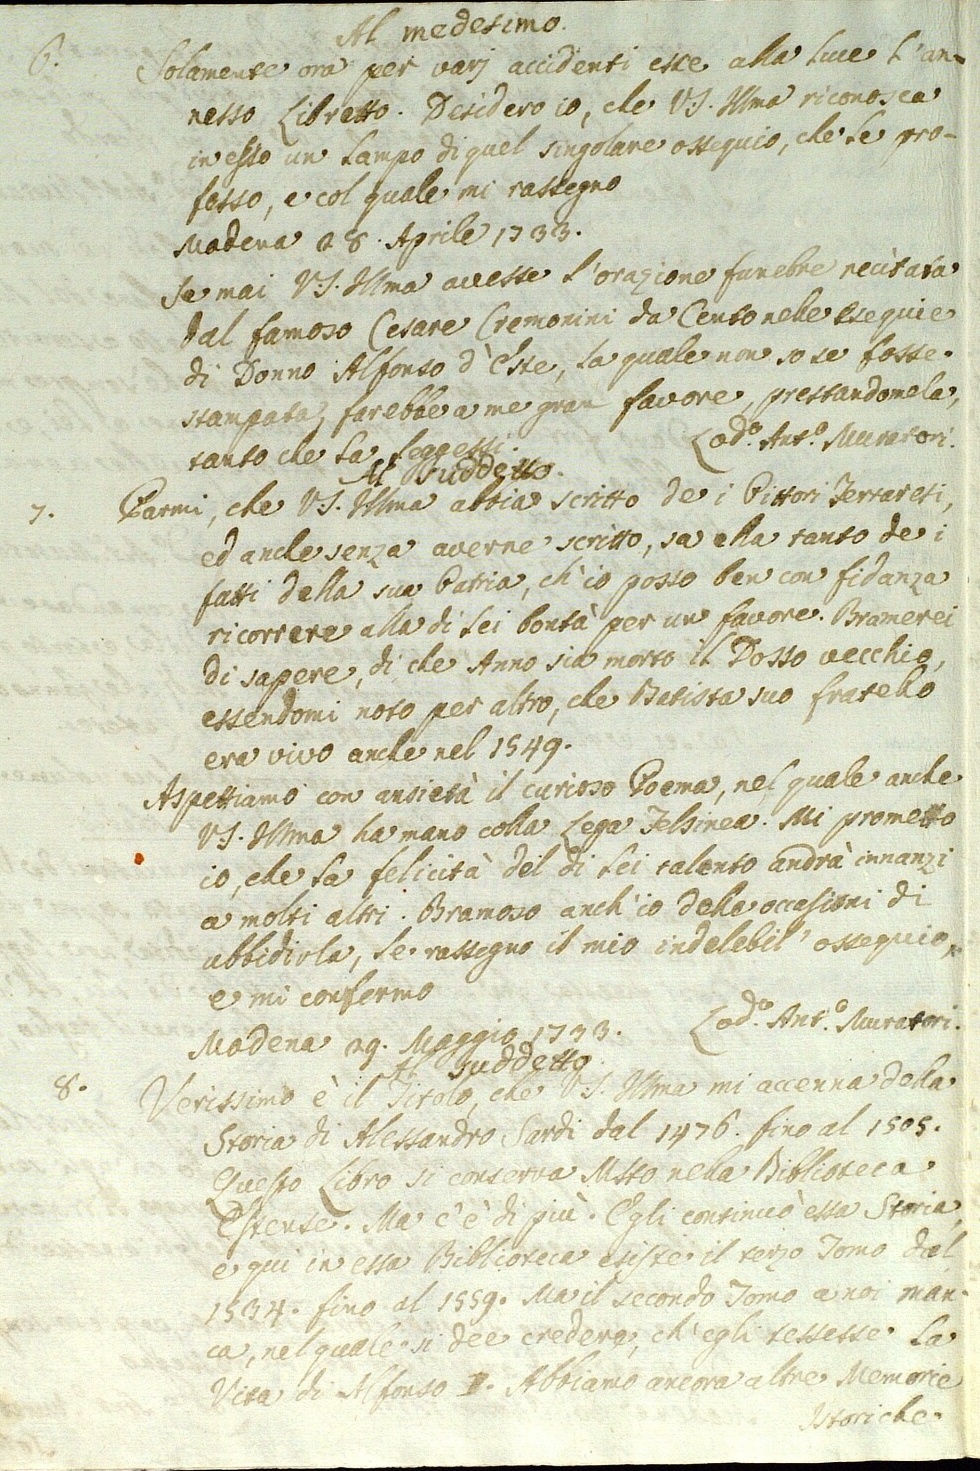 Al medesimo.
6. Solamente ora per varj accidenti esce alla luce l'an-
nesso Libretto. Desidero io, che V.S. Illma riconosca
in esso un lampo di quel singolare ossequio, che le pro-
fesso, e col quale mi rassegno
Modena 28. Aprile 1733.
Se mai V.S. Illma avesse l'orazione funebre recitata
dal famoso Cesare Cremonini da Cento nelle esequie
di Donno Alfonso d'Este, la quale non so se fosse
stampata, farebbe a me gran favore, prestandomela,
tanto che la leggessi.
Lod.o Ant.o Muratori.
Al suddetto.
7. Parmi, che V.S. Illma abbia scritto de i Pittori Ferraresi,
ed anche senza averne scritto, sa ella tanto de i
fatti della sua Patria, ch'io posso ben con fidanza
ricorrere alla di lei bontà per un favore. Bramerei
di sapere, di che Anno sia morto il Dosso vecchio,
essendomi noto per altro, che Batista suo fratello
era vivo anche nel 1549.
Aspettiamo con ansietà il curioso Poema, nel quale anche
V.S. Illma ha mano colla Lega Felsinea. Mi prometto
io, che la felicità del di lei talento andrà innanzi
a molti altri. Bramoso anch'io delle occasioni di
ubbidirla, le rassegno il mio indelebil' ossequio,
e mi confermo
Lod.o Ant.o Muratori.
Modena 29. Maggio 1733.
Al suddetto
8. Verissimo è il Titolo, che V.S. Illma mi accenna della
Storia di Alessandro Sardi dal 1476. fino al 1505.
Questo Libro si conserva Msto nella Biblioteca
Estense. Ma c'è di più. Egli continuò essa Storia,
e qui in essa Biblioteca esiste il terzo Tomo dal
1534. fino al 1559. Ma il secondo Tomo a noi man-
ca, nel quale si dee credere, ch'egli tessesse la
Vita di Alfonso I. Abbiamo ancora altre Memorie
Istoriche